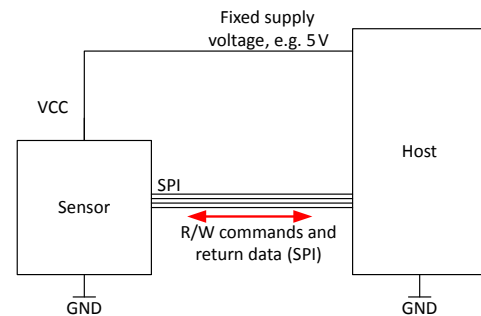 Fixed supply
voltage, e.g. 5 V
VCC
Host
SPI
Sensor
R/W commands and
return data (SPI)
GND
GND